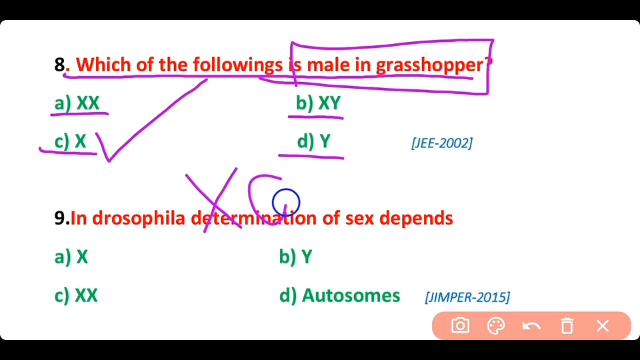 8. Which of the followings is male in grasshopper?
a) XX b) XY
c) X d) Y [JEE-2002]
X
9.In drosophila determination of sex depends
a) X b) Y
c) XX d) Autosomes [JIMPER-2015]